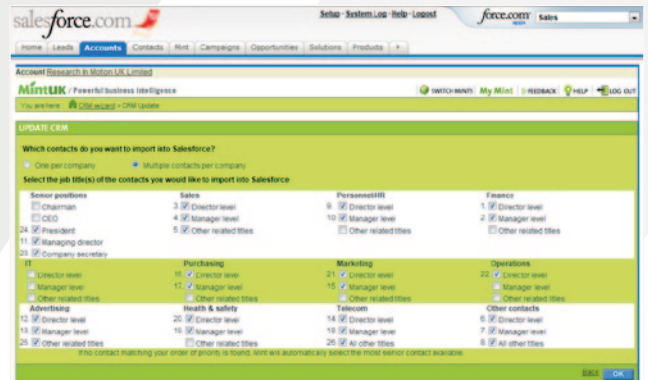 salesforce.com
Setup · System Log · Help · Logout
force.com apps
Sales
Home Leads Accounts Contacts Mint Campaigns Opportunities Solutions Products
Account Research In Motion UK Limited
MintUK / Powerful business intelligence
SWITCH MINTS My Mint FEEDBACK HELP LOG OUT
You are here : CRM wizard > CRM Update
UPDATE CRM
Which contacts do you want to import into Salesforce?
One per company Multiple contacts per company
Select the job title(s) of the contacts you would like to import into Salesforce
Senior positions Sales Personnel/HR Finance
Chairman 3. Director level 9. Director level 1. Director level
CEO 4. Manager level 10. Manager level 2. Manager level
24. President 5. Other related titles Other related titles Other related titles
11. Managing director
23. Company secretary
IT Purchasing Marketing Operations
Director level 16. Director level 21. Director level 22. Director level
Manager level 17. Manager level 15. Manager level Manager level
Other related titles Other related titles Other related titles Other related titles
Advertising Health & safety Telecom Other contacts
12. Director level 20. Director level 14. Director level 6. Director level
Manager level Manager level Manager level 7. Manager level
25. Other related titles Other related titles 26. All other titles 8. All other titles
If no contact matching your order of priority is found, Mint will automatically select the most senior contact available.
BACK OK